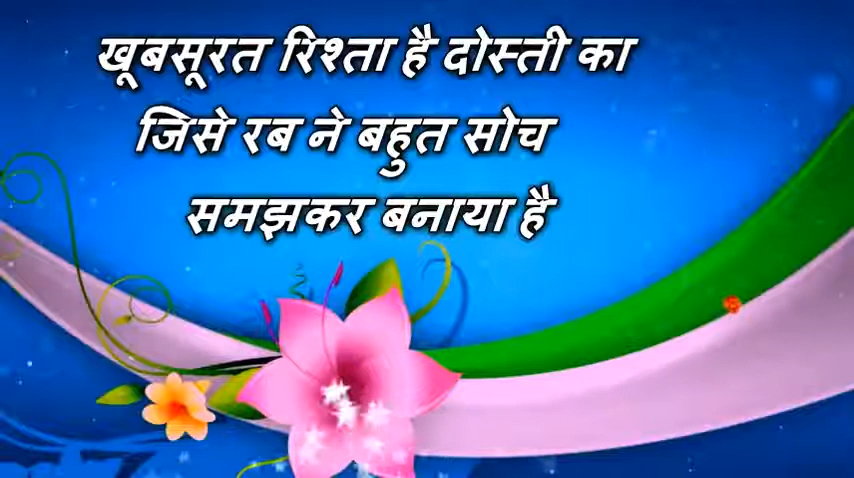 खूबसूरत रिश्ता है दोस्ती का
जिसे रब ने बहुत सोच
समझकर बनाया है